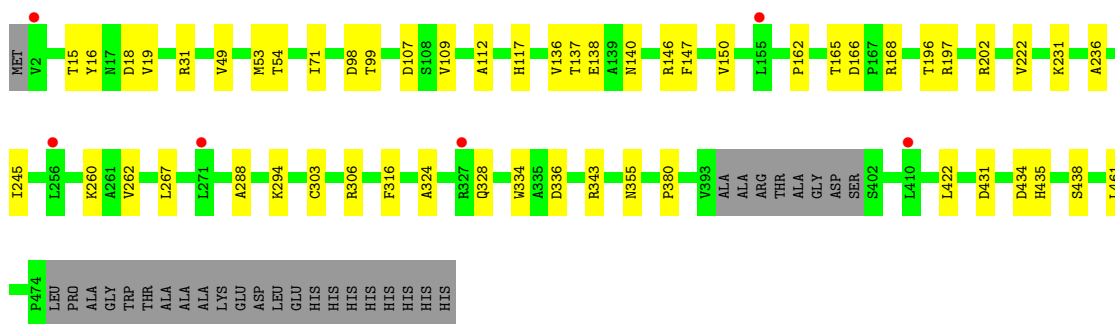 MET V2 T15 Y16 N17 D18 V19 R31 V49 M53 T54 I71 D98 T99 D107 S108 V109 A112 H117 V136 T137 E138 A139 N140 R146 F147 V150 L155 P162 T165 D166 P167 R168 T196 R197 R202 V222 K231 A236
I245 L256 K260 A261 V262 L267 L271 A288 K294 C303 R306 F316 A324 R327 Q328 W334 A335 D336 R343 N355 P380 V393 ALA ALA ARG THR ALA GLY ASP SER S402 L410 L422 D431 D434 H435 S438 L461
P474 LEU PRO ALA GLY TRP THR ALA ALA ALA LYS GLU ASP LEU GLU HIS HIS HIS HIS HIS HIS HIS HIS